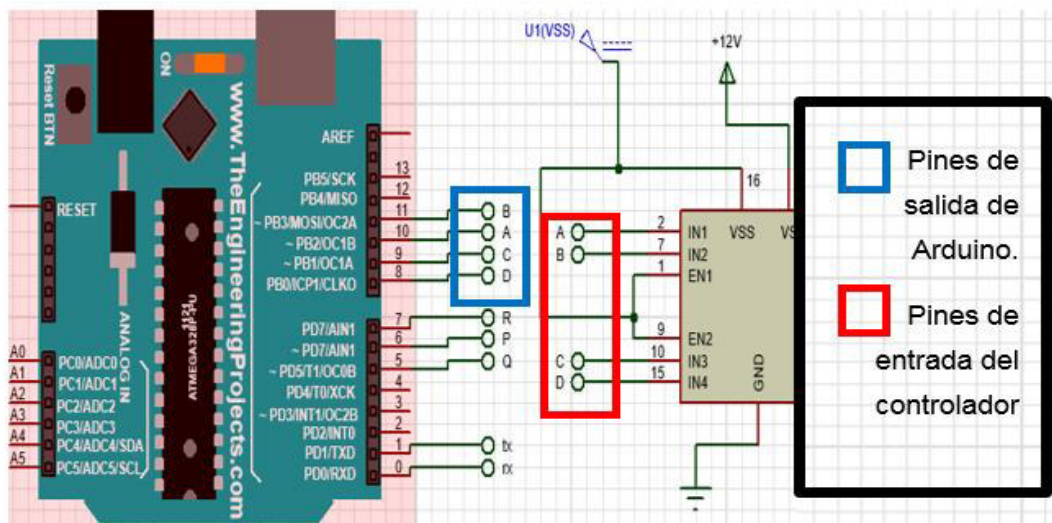 U1(VSS)
+12V
Reset BTN
ON
www.TheEngineeringProjects.com
AREF
PB5/SCK
13
PB4/MISO
12
~ PB3/MOSI/OC2A
11
~ PB2/OC1B
10
~ PB1/OC1A
9
PB0/ICP1/CLKO
8
PD7/AIN1
7
~ PD7/AIN1
6
~ PD5/T1/OC0B
5
PD4/T0/XCK
4
~ PD3/INT1/OC2B
3
PD2/INT0
2
PD1/TXD
1
PD0/RXD
0
RESET
ANALOG IN
ATMEGA328P-PU
1121
A0
PC0/ADC0
A1
PC1/ADC1
A2
PC2/ADC2
A3
PC3/ADC3
A4
PC4/ADC4/SDA
A5
PC5/ADC5/SCL
B
A
C
D
R
P
Q
tx
rx
A
B
C
D
16
2
IN1
VSS
VS
7
IN2
1
EN1
9
EN2
10
IN3
15
IN4
GND
Pines de
salida de
Arduino.
Pines de
entrada del
controlador